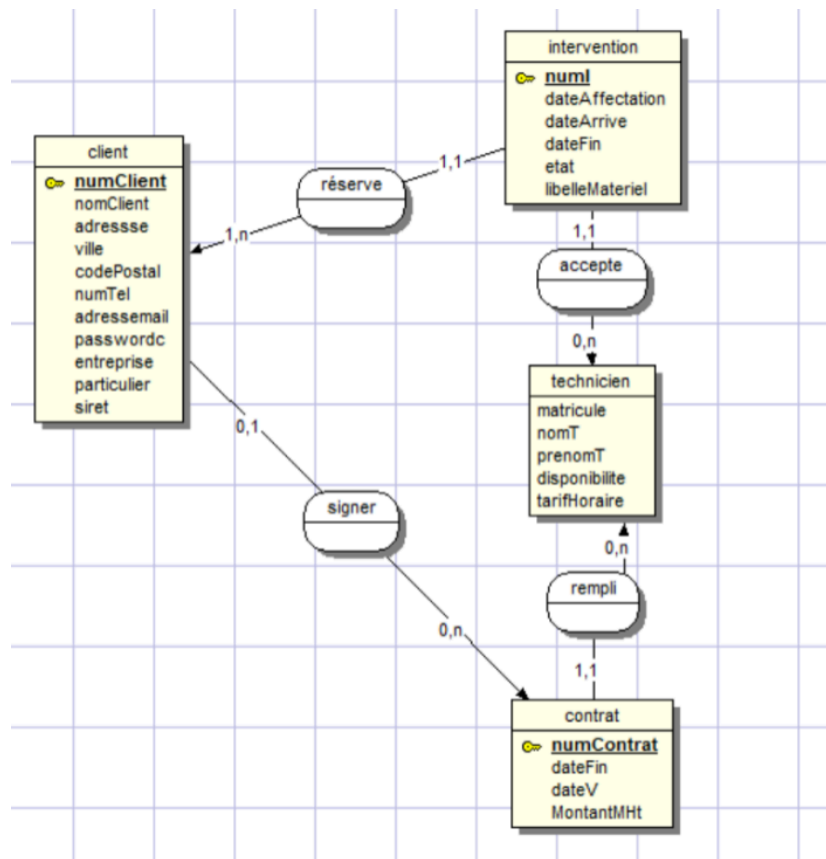 intervention
numI
dateAffectation
dateArrive
dateFin
etat
libelleMateriel
client
numClient
nomClient
adressse
ville
codePostal
numTel
adressemail
passwordc
entreprise
particulier
siret
réserve
1,1
1,n
1,1
accepte
0,n
technicien
matricule
nomT
prenomT
disponibilite
tarifHoraire
0,1
signer
0,n
0,n
rempli
1,1
contrat
numContrat
dateFin
dateV
MontantMHt